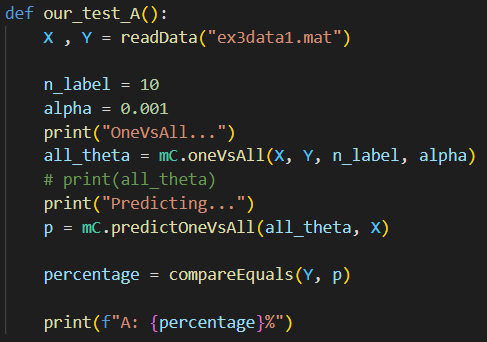 def our_test_A():
    X , Y = readData("ex3data1.mat")

    n_label = 10
    alpha = 0.001
    print("OneVsAll...")
    all_theta = mC.oneVsAll(X, Y, n_label, alpha)
    # print(all_theta)
    print("Predicting...")
    p = mC.predictOneVsAll(all_theta, X)

    percentage = compareEquals(Y, p)

    print(f"A: {percentage}%")